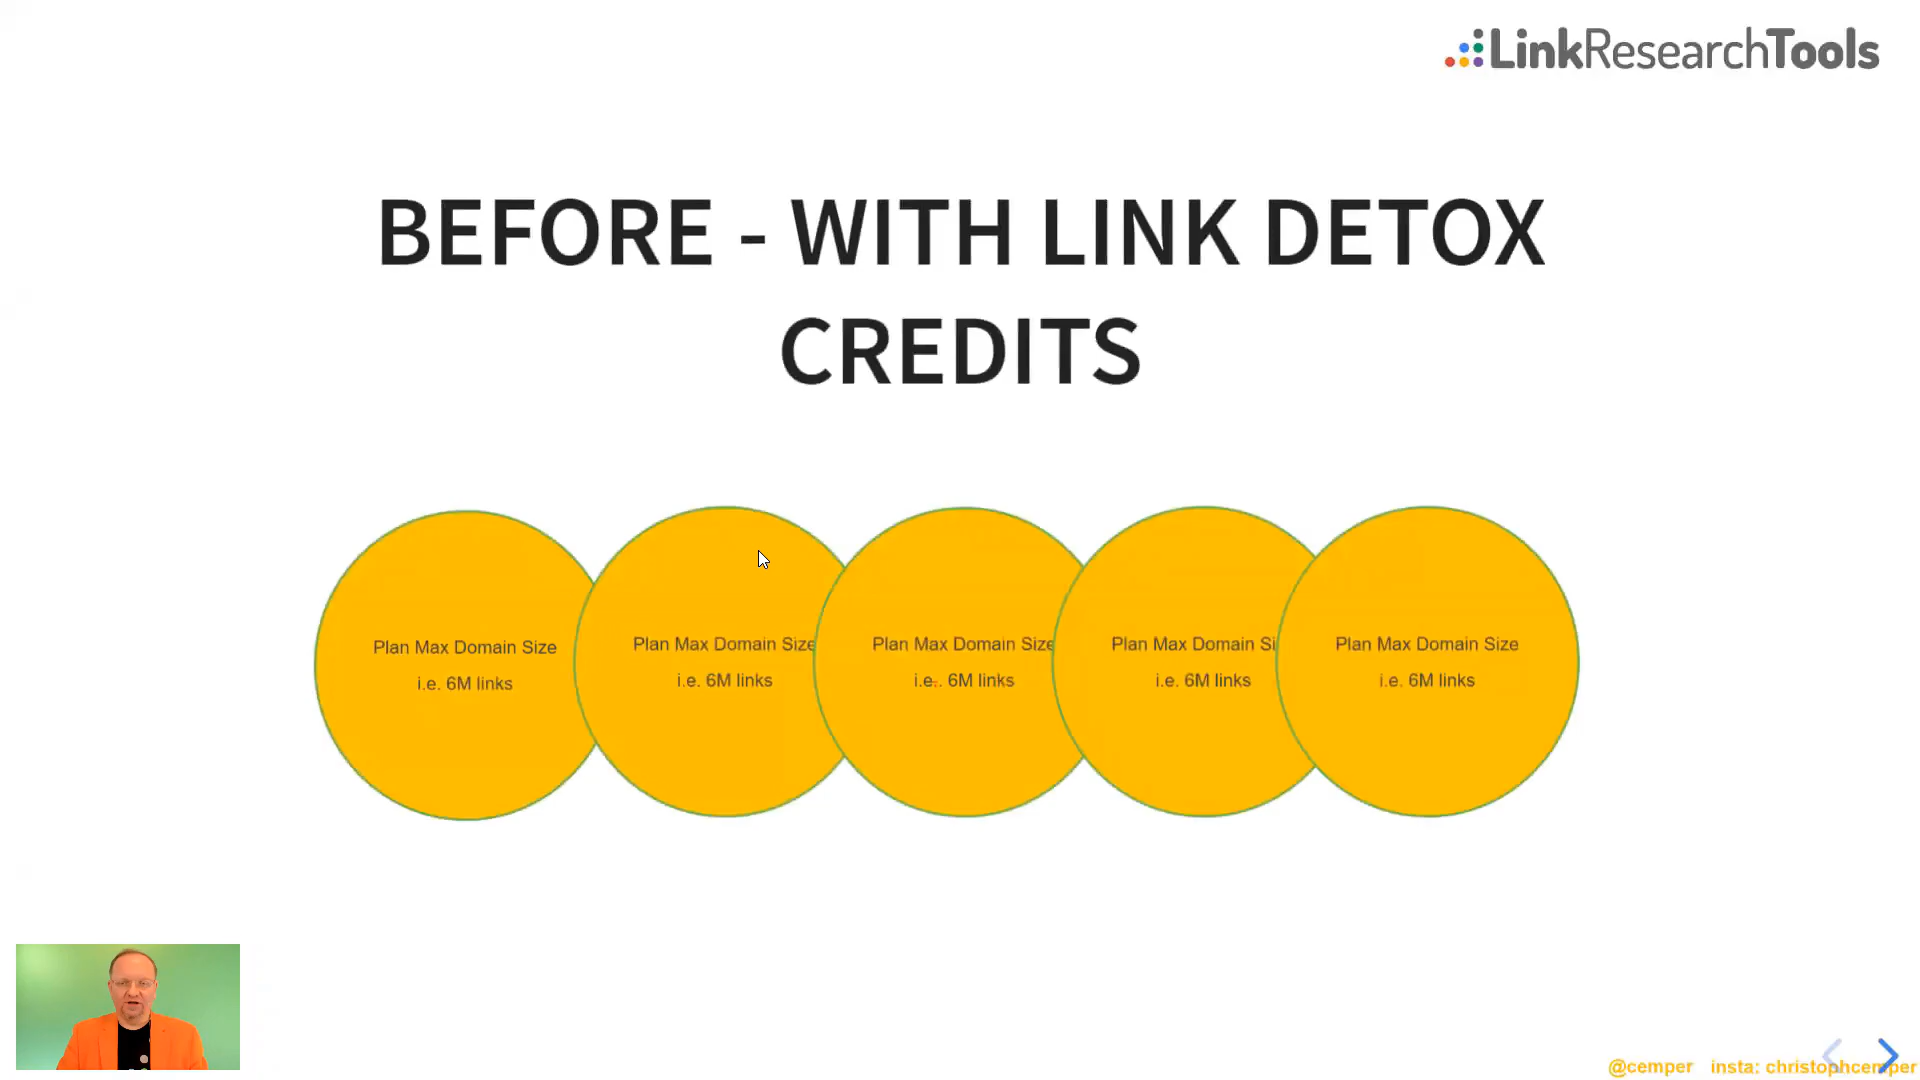 LinkResearchTools
BEFORE - WITH LINK DETOX
CREDITS
Plan Max Domain Size
i.e. 6M links
Plan Max Domain Size
i.e. 6M links
Plan Max Domain Size
i.e.. 6M links
Plan Max Domain Si
i.e. 6M links
Plan Max Domain Size
i.e. 6M links
@cemper insta: christophcemper